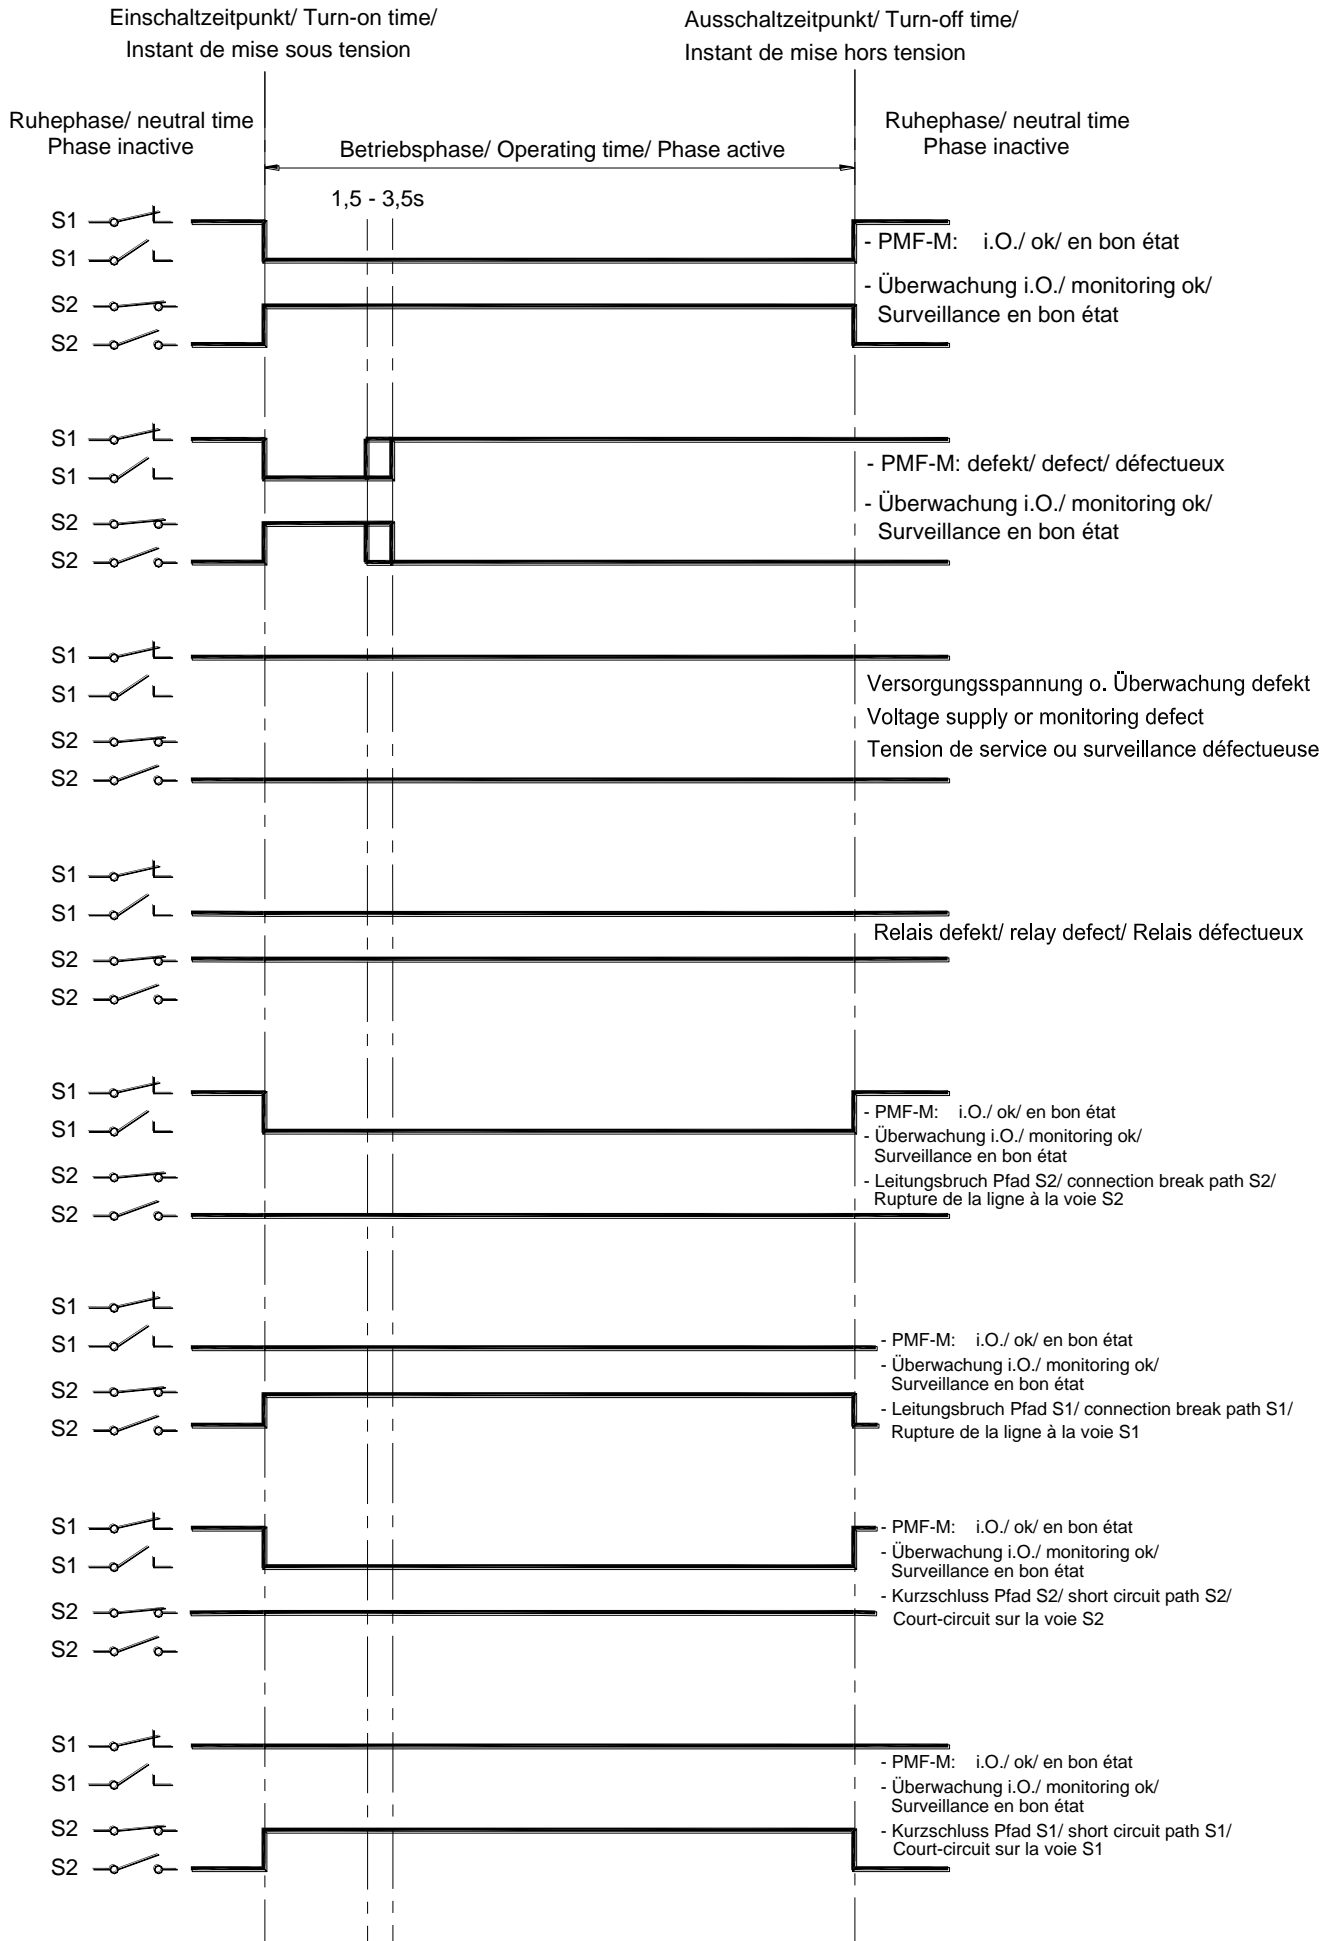 Einschaltzeitpunkt/ Turn-on time/
Instant de mise sous tension
Ausschaltzeitpunkt/ Turn-off time/
Instant de mise hors tension
Ruhephase/ neutral time
Phase inactive
Betriebsphase/ Operating time/ Phase active
Ruhephase/ neutral time
Phase inactive
1,5 - 3,5s
S1
S1
S2
S2
- PMF-M: i.O./ ok/ en bon état
- Überwachung i.O./ monitoring ok/
Surveillance en bon état
S1
S1
S2
S2
- PMF-M: defekt/ defect/ défectueux
- Überwachung i.O./ monitoring ok/
Surveillance en bon état
S1
S1
S2
S2
Versorgungsspannung o. Überwachung defekt
Voltage supply or monitoring defect
Tension de service ou surveillance défectueuse
S1
S1
S2
S2
Relais defekt/ relay defect/ Relais défectueux
S1
S1
S2
S2
- PMF-M: i.O./ ok/ en bon état
- Überwachung i.O./ monitoring ok/
Surveillance en bon état
- Leitungsbruch Pfad S2/ connection break path S2/
Rupture de la ligne à la voie S2
S1
S1
S2
S2
- PMF-M: i.O./ ok/ en bon état
- Überwachung i.O./ monitoring ok/
Surveillance en bon état
- Leitungsbruch Pfad S1/ connection break path S1/
Rupture de la ligne à la voie S1
S1
S1
S2
S2
- PMF-M: i.O./ ok/ en bon état
- Überwachung i.O./ monitoring ok/
Surveillance en bon état
- Kurzschluss Pfad S2/ short circuit path S2/
Court-circuit sur la voie S2
S1
S1
S2
S2
- PMF-M: i.O./ ok/ en bon état
- Überwachung i.O./ monitoring ok/
Surveillance en bon état
- Kurzschluss Pfad S1/ short circuit path S1/
Court-circuit sur la voie S1